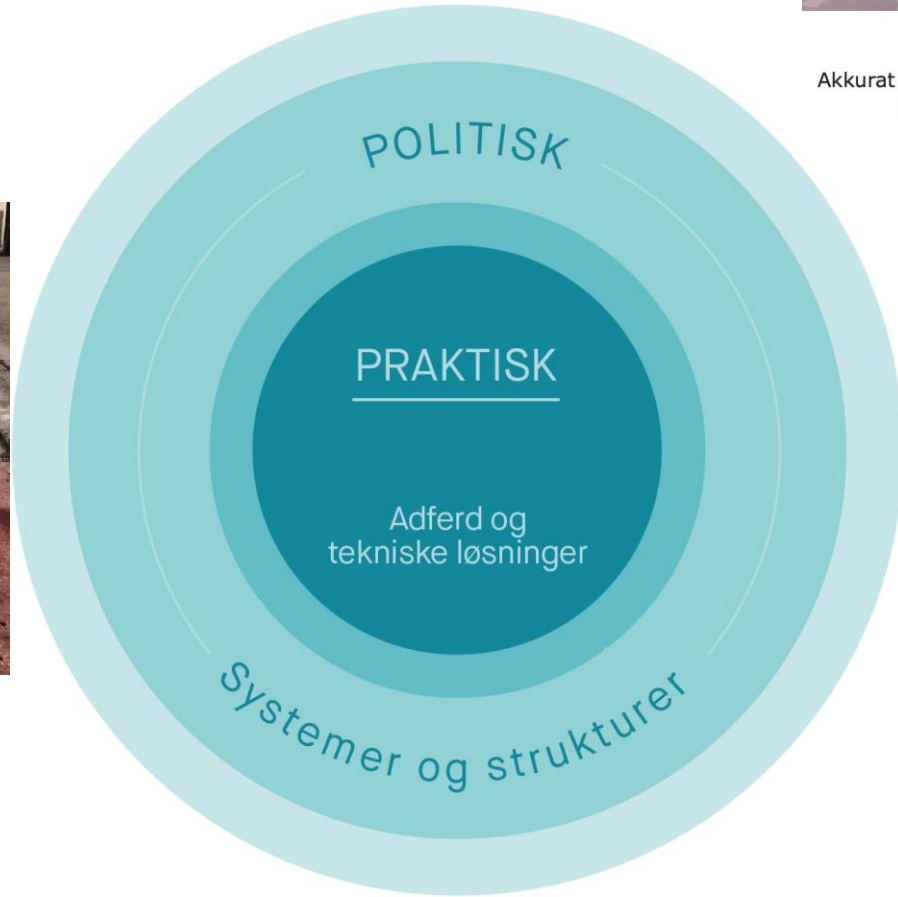 Akkurat
POLITISK
PRAKTISK
Adferd og
tekniske løsninger
Systemer og strukturer